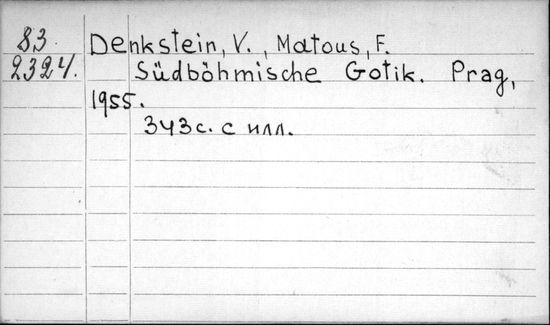 83 Denkstein, V., Matous, F.
2324. Südböhmische Gotik. Prag,
1955.
343 с. с илл.